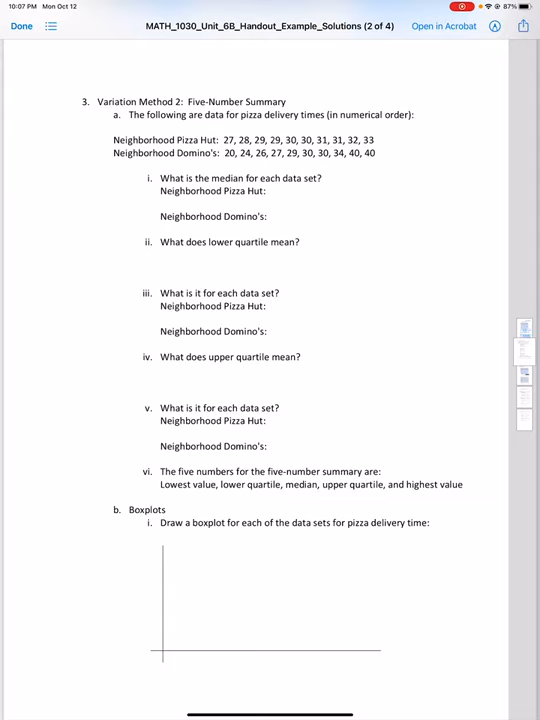 10:07 PM Mon Oct 12
87%
Done
MATH_1030_Unit_6B_Handout_Example_Solutions (2 of 4)
Open in Acrobat
3. Variation Method 2: Five-Number Summary
a. The following are data for pizza delivery times (in numerical order):
Neighborhood Pizza Hut: 27, 28, 29, 29, 30, 30, 31, 31, 32, 33
Neighborhood Domino's: 20, 24, 26, 27, 29, 30, 30, 34, 40, 40
i. What is the median for each data set?
Neighborhood Pizza Hut:
Neighborhood Domino's:
ii. What does lower quartile mean?
iii. What is it for each data set?
Neighborhood Pizza Hut:
Neighborhood Domino's:
iv. What does upper quartile mean?
v. What is it for each data set?
Neighborhood Pizza Hut:
Neighborhood Domino's:
vi. The five numbers for the five-number summary are:
Lowest value, lower quartile, median, upper quartile, and highest value
b. Boxplots
i. Draw a boxplot for each of the data sets for pizza delivery time: